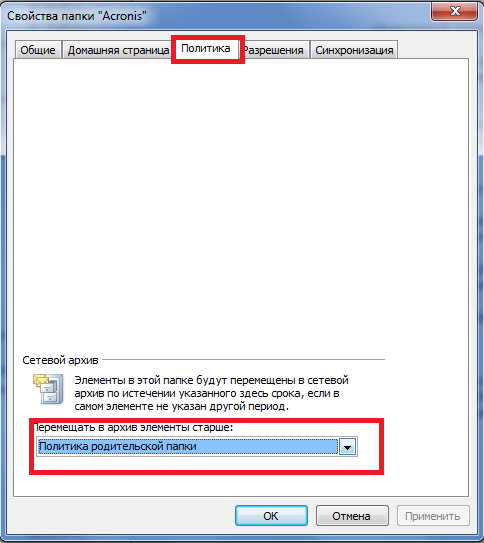 Свойства папки "Acronis"
Общие Домашняя страница Политика Разрешения Синхронизация
Сетевой архив
Элементы в этой папке будут перемещены в сетевой
архив по истечении указанного здесь срока, если в
самом элементе не указан другой период.
Перемещать в архив элементы старше:
Политика родительской папки
ОК Отмена Применить